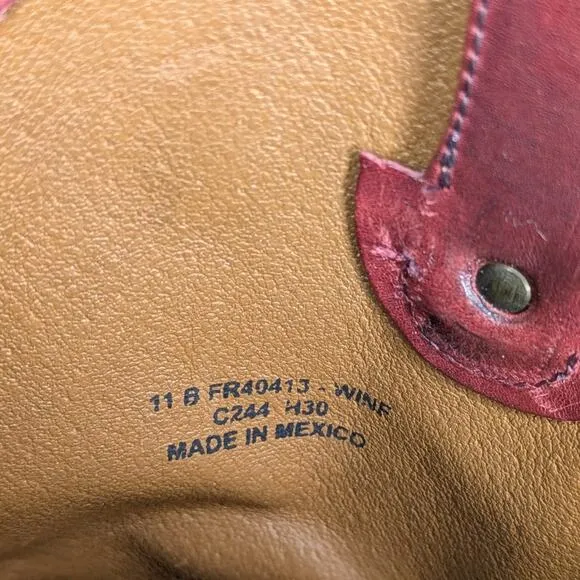 11 B FR40413 - WINE
C244 H30
MADE IN MEXICO